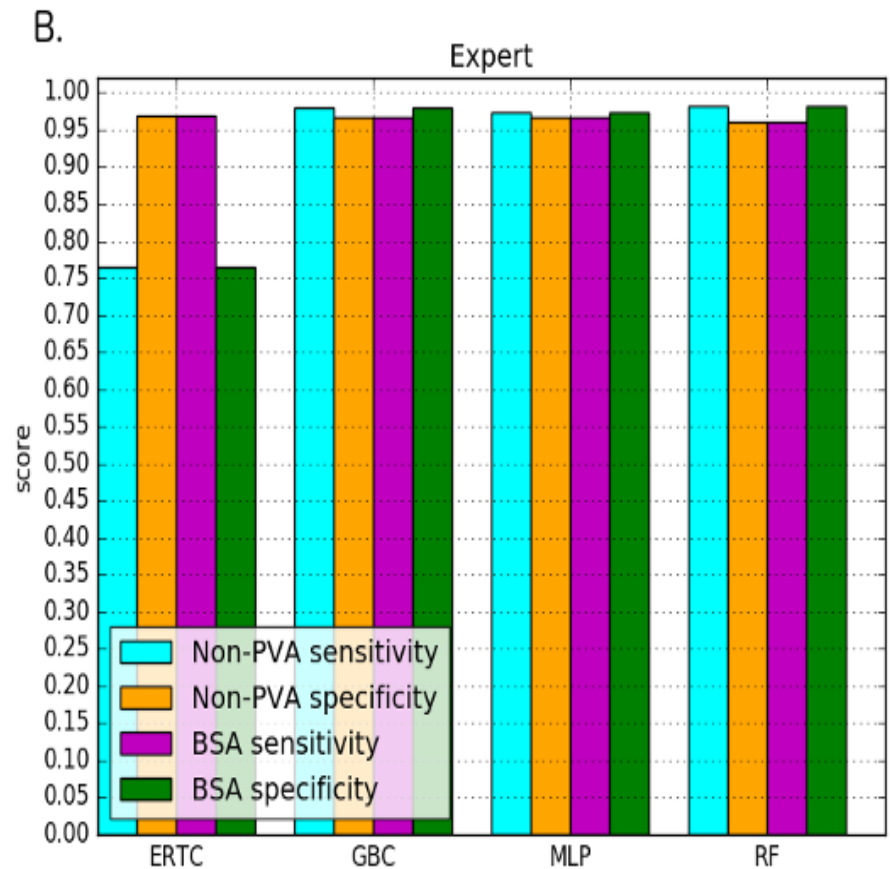 B.
Expert
1.00
0.95
0.90
0.85
0.80
0.75
0.70
0.65
0.60
0.55
0.50
0.45
0.40
0.35
0.30
0.25
0.20
0.15
0.10
0.05
0.00
score
Non-PVA sensitivity
Non-PVA specificity
BSA sensitivity
BSA specificity
ERTC GBC MLP RF